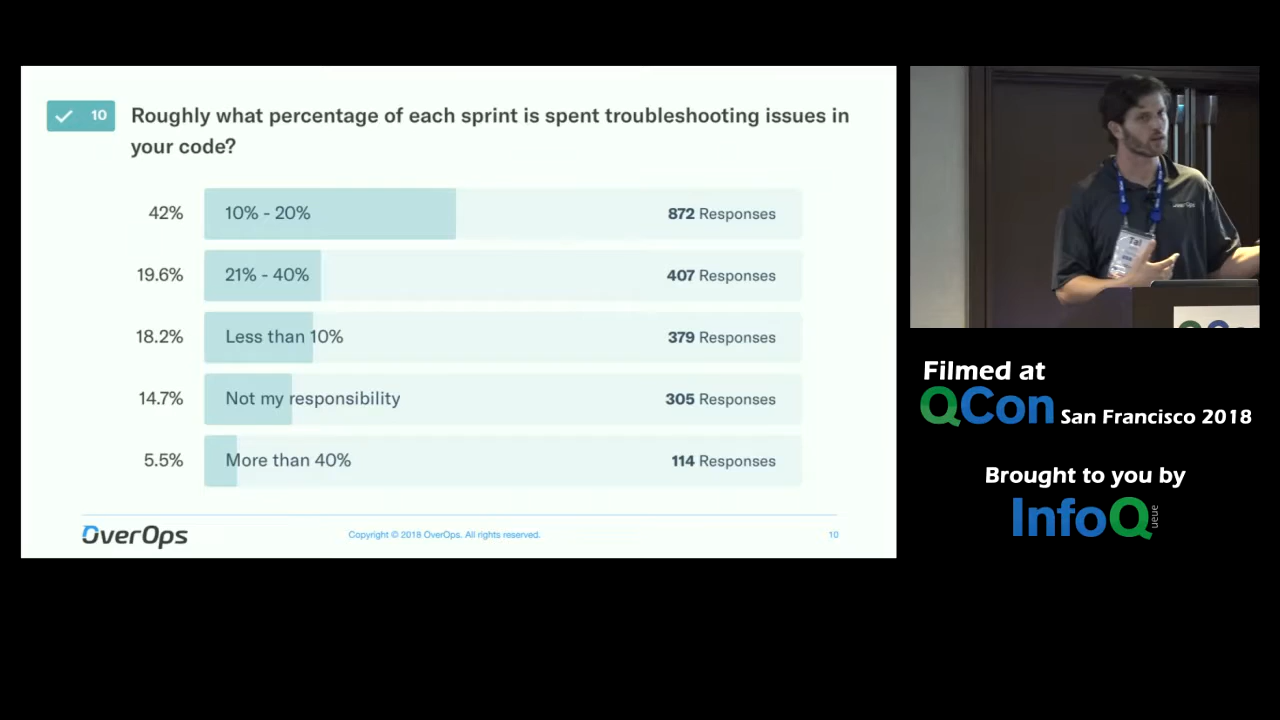 10
Roughly what percentage of each sprint is spent troubleshooting issues in
your code?
42% 10% - 20% 872 Responses
19.6% 21% - 40% 407 Responses
18.2% Less than 10% 379 Responses
14.7% Not my responsibility 305 Responses
5.5% More than 40% 114 Responses
OverOps Copyright © 2018 OverOps. All rights reserved. 10
OverOps
Tal
Filmed at
QCon San Francisco 2018
Brought to you by
InfoQueue